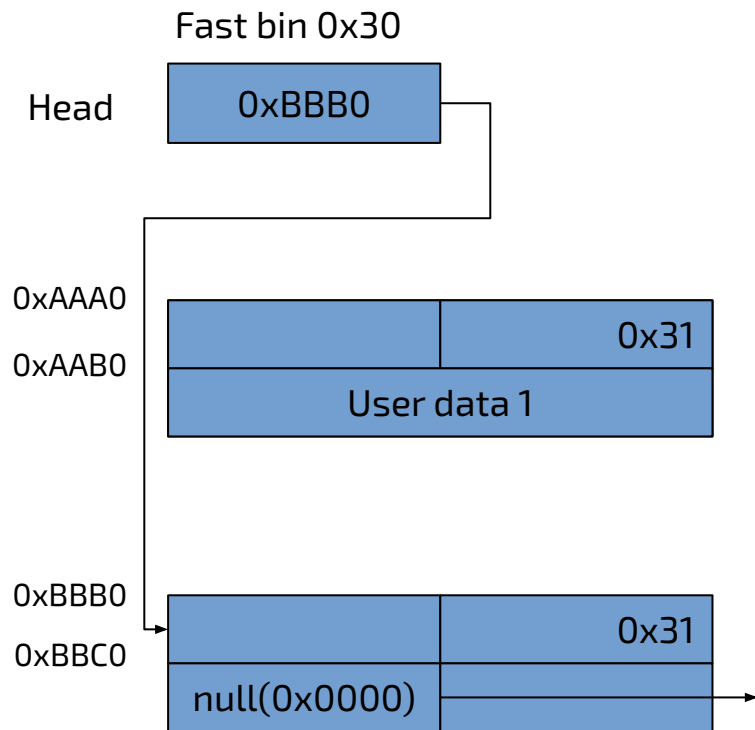 Fast bin 0x30
Head
0xBBB0
0xAAA0
0x31
0xAAB0
User data 1
0xBBB0
0x31
0xBBC0
null(0x0000)